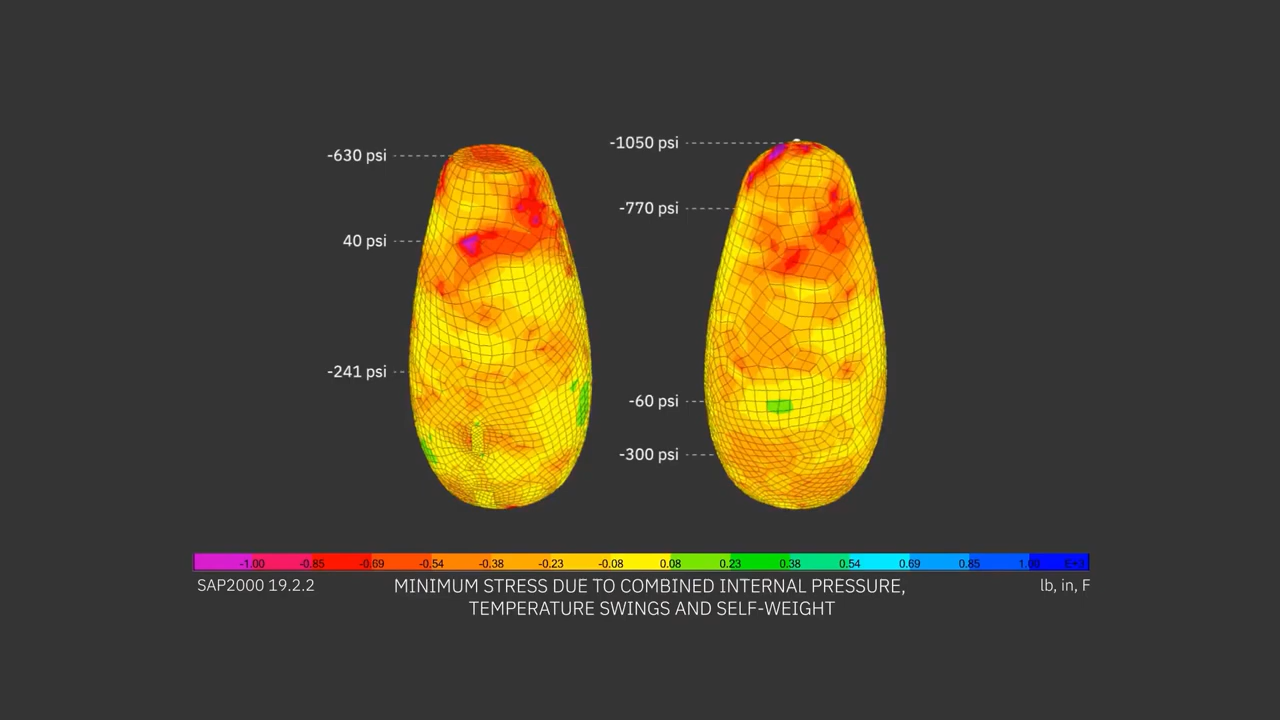 -630 psi
40 psi
-241 psi
-1050 psi
-770 psi
-60 psi
-300 psi
-1.00 -0.85 -0.69 -0.54 -0.38 -0.23 -0.08 0.08 0.23 0.38 0.54 0.69 0.85 1.00 E+3
SAP2000 19.2.2
MINIMUM STRESS DUE TO COMBINED INTERNAL PRESSURE,
TEMPERATURE SWINGS AND SELF-WEIGHT
lb, in, F